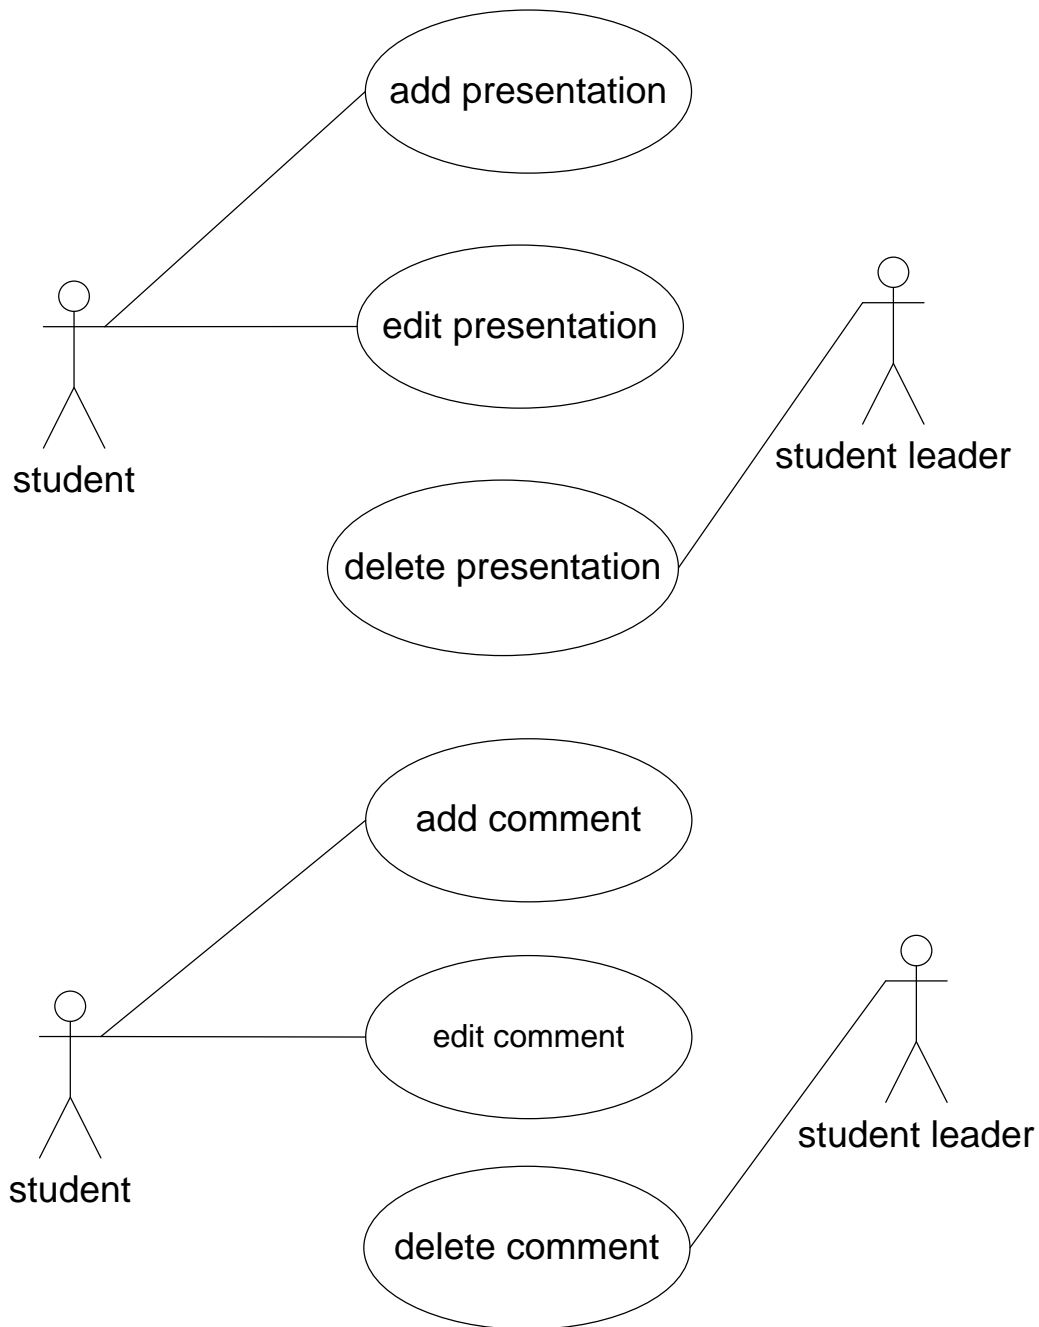 add presentation
edit presentation
student leader
student
delete presentation
add comment
edit comment
student leader
student
delete comment